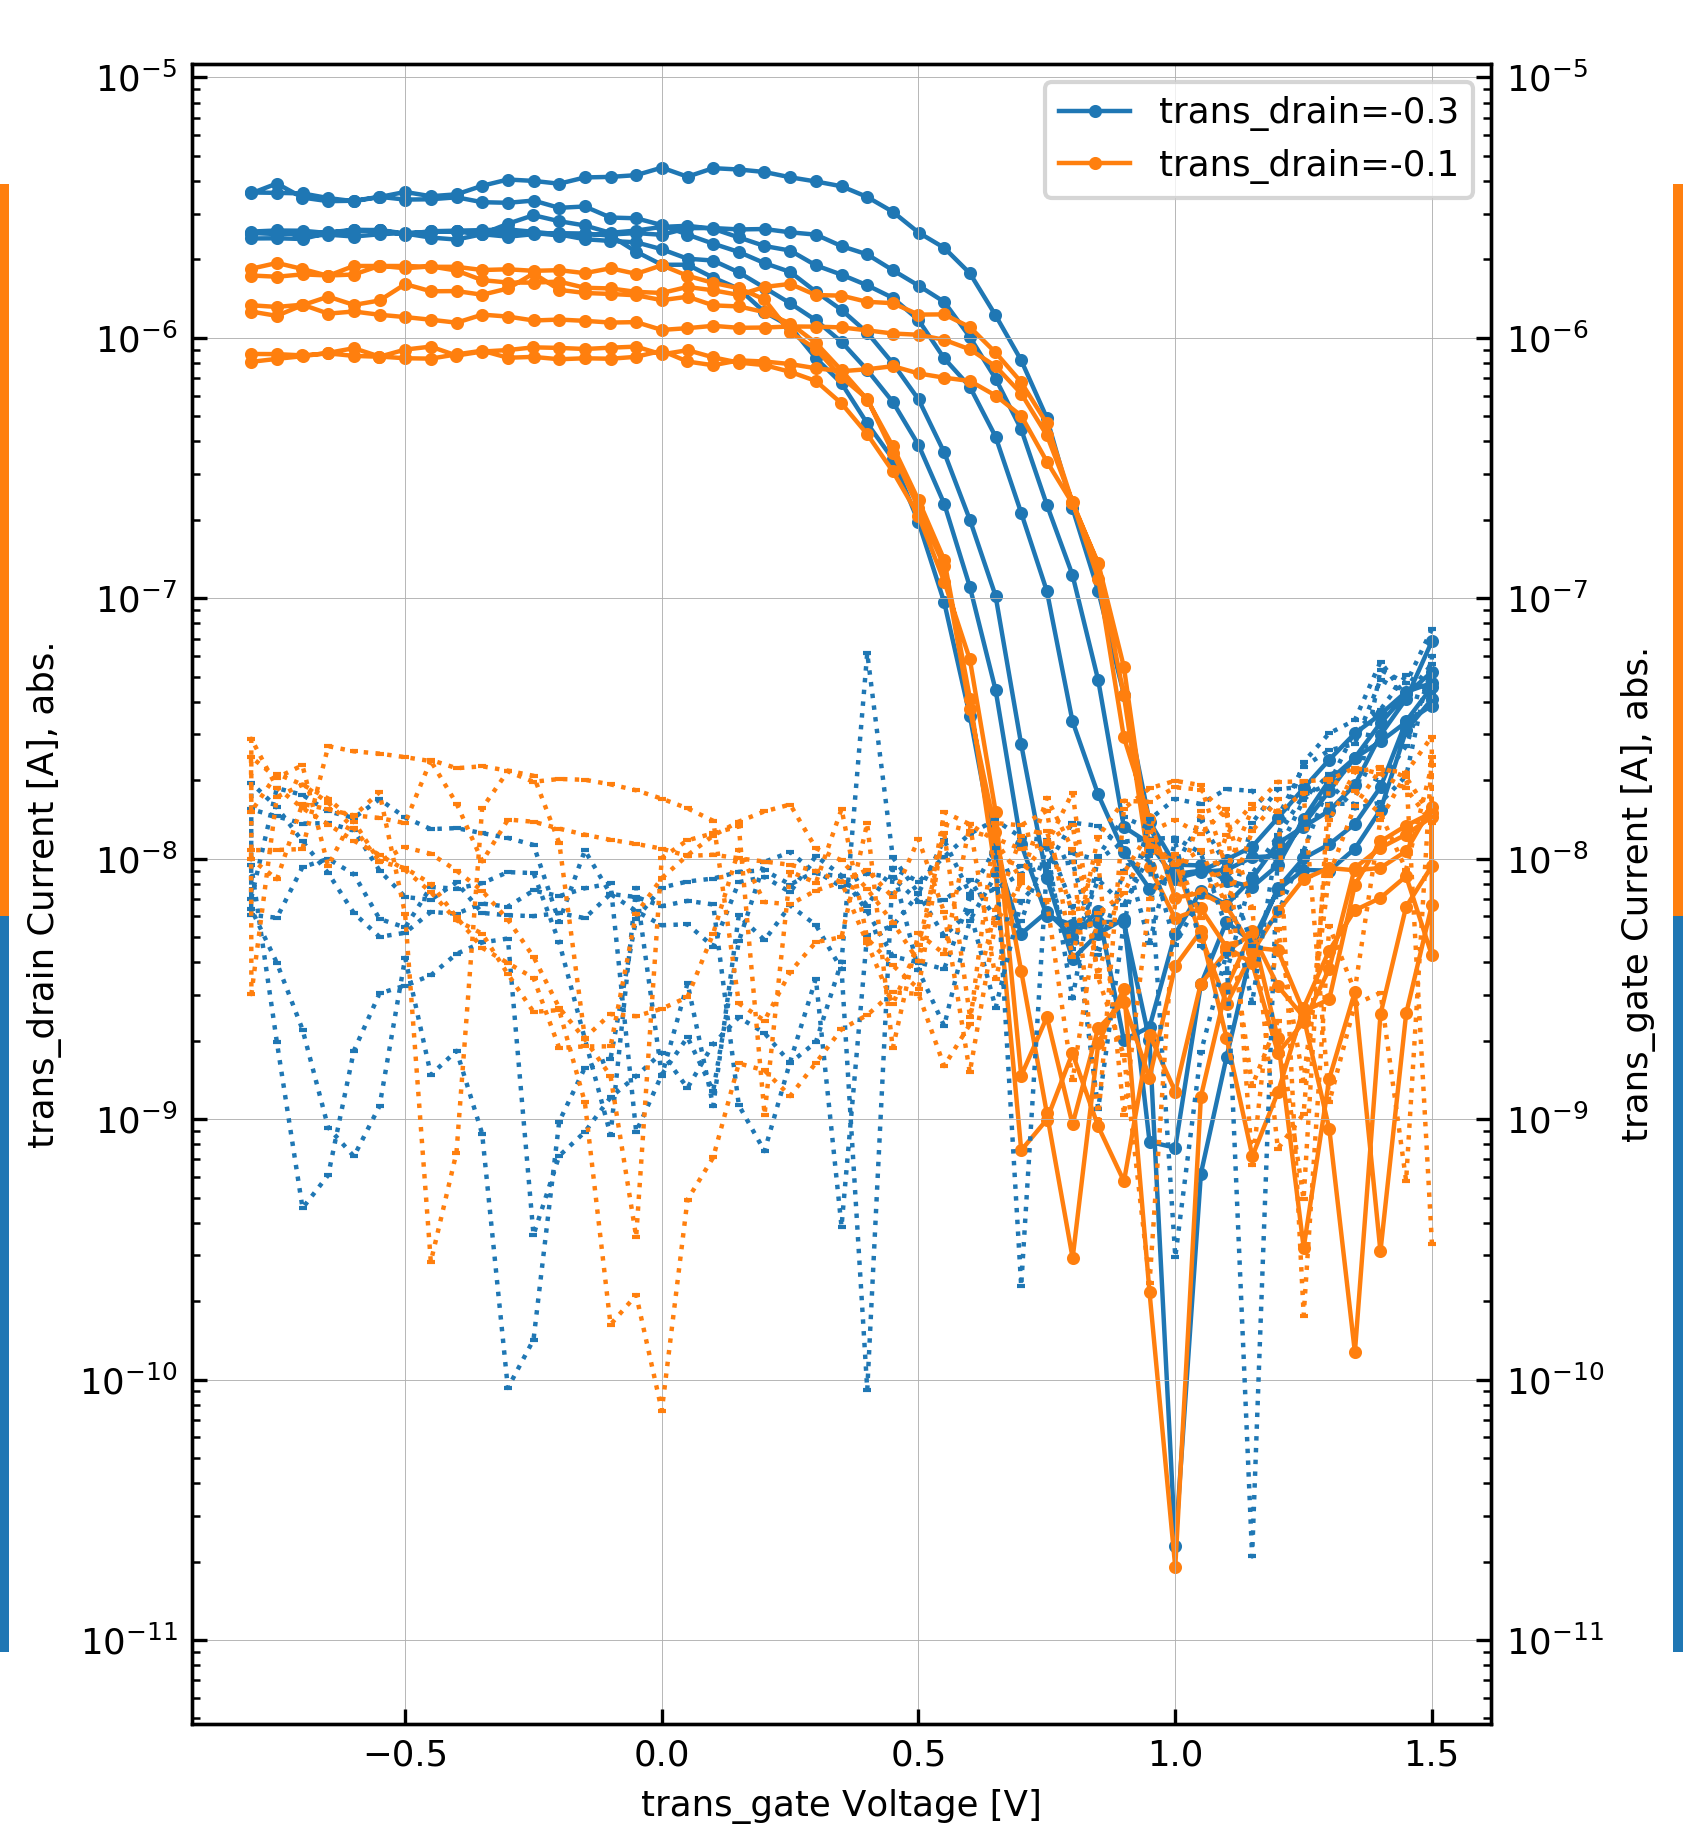 trans_drain=-0.3
trans_drain=-0.1
10⁻⁵
10⁻⁶
10⁻⁷
10⁻⁸
10⁻⁹
10⁻¹⁰
10⁻¹¹
trans_drain Current [A], abs.
10⁻⁵
10⁻⁶
10⁻⁷
10⁻⁸
10⁻⁹
10⁻¹⁰
10⁻¹¹
trans_gate Current [A], abs.
−0.5 0.0 0.5 1.0 1.5
trans_gate Voltage [V]